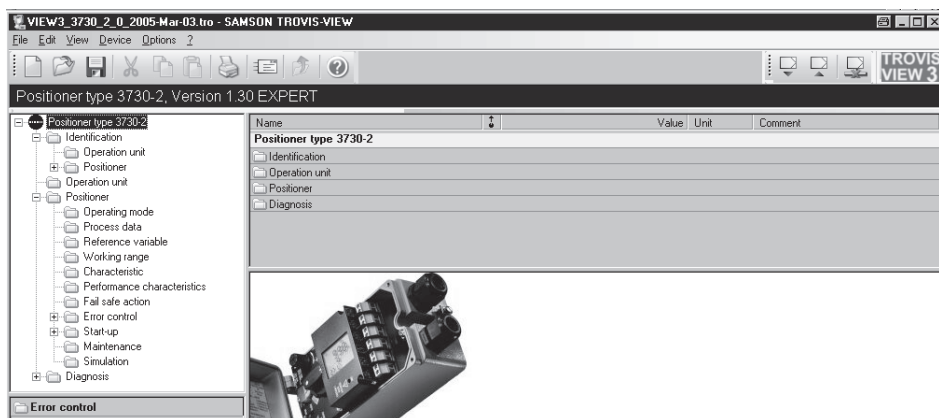 VIEW3_3730_2_0_2005-Mar-03.tro - SAMSON TROVIS-VIEW
File Edit View Device Options ?
TROVIS
VIEW 3
Positioner type 3730-2, Version 1.30 EXPERT
Positioner type 3730-2
Identification
Operation unit
Positioner
Operation unit
Positioner
Operating mode
Process data
Reference variable
Working range
Characteristic
Performance characteristics
Fail safe action
Error control
Start-up
Maintenance
Simulation
Diagnosis
Error control
Name Value Unit Comment
Positioner type 3730-2
Identification
Operation unit
Positioner
Diagnosis